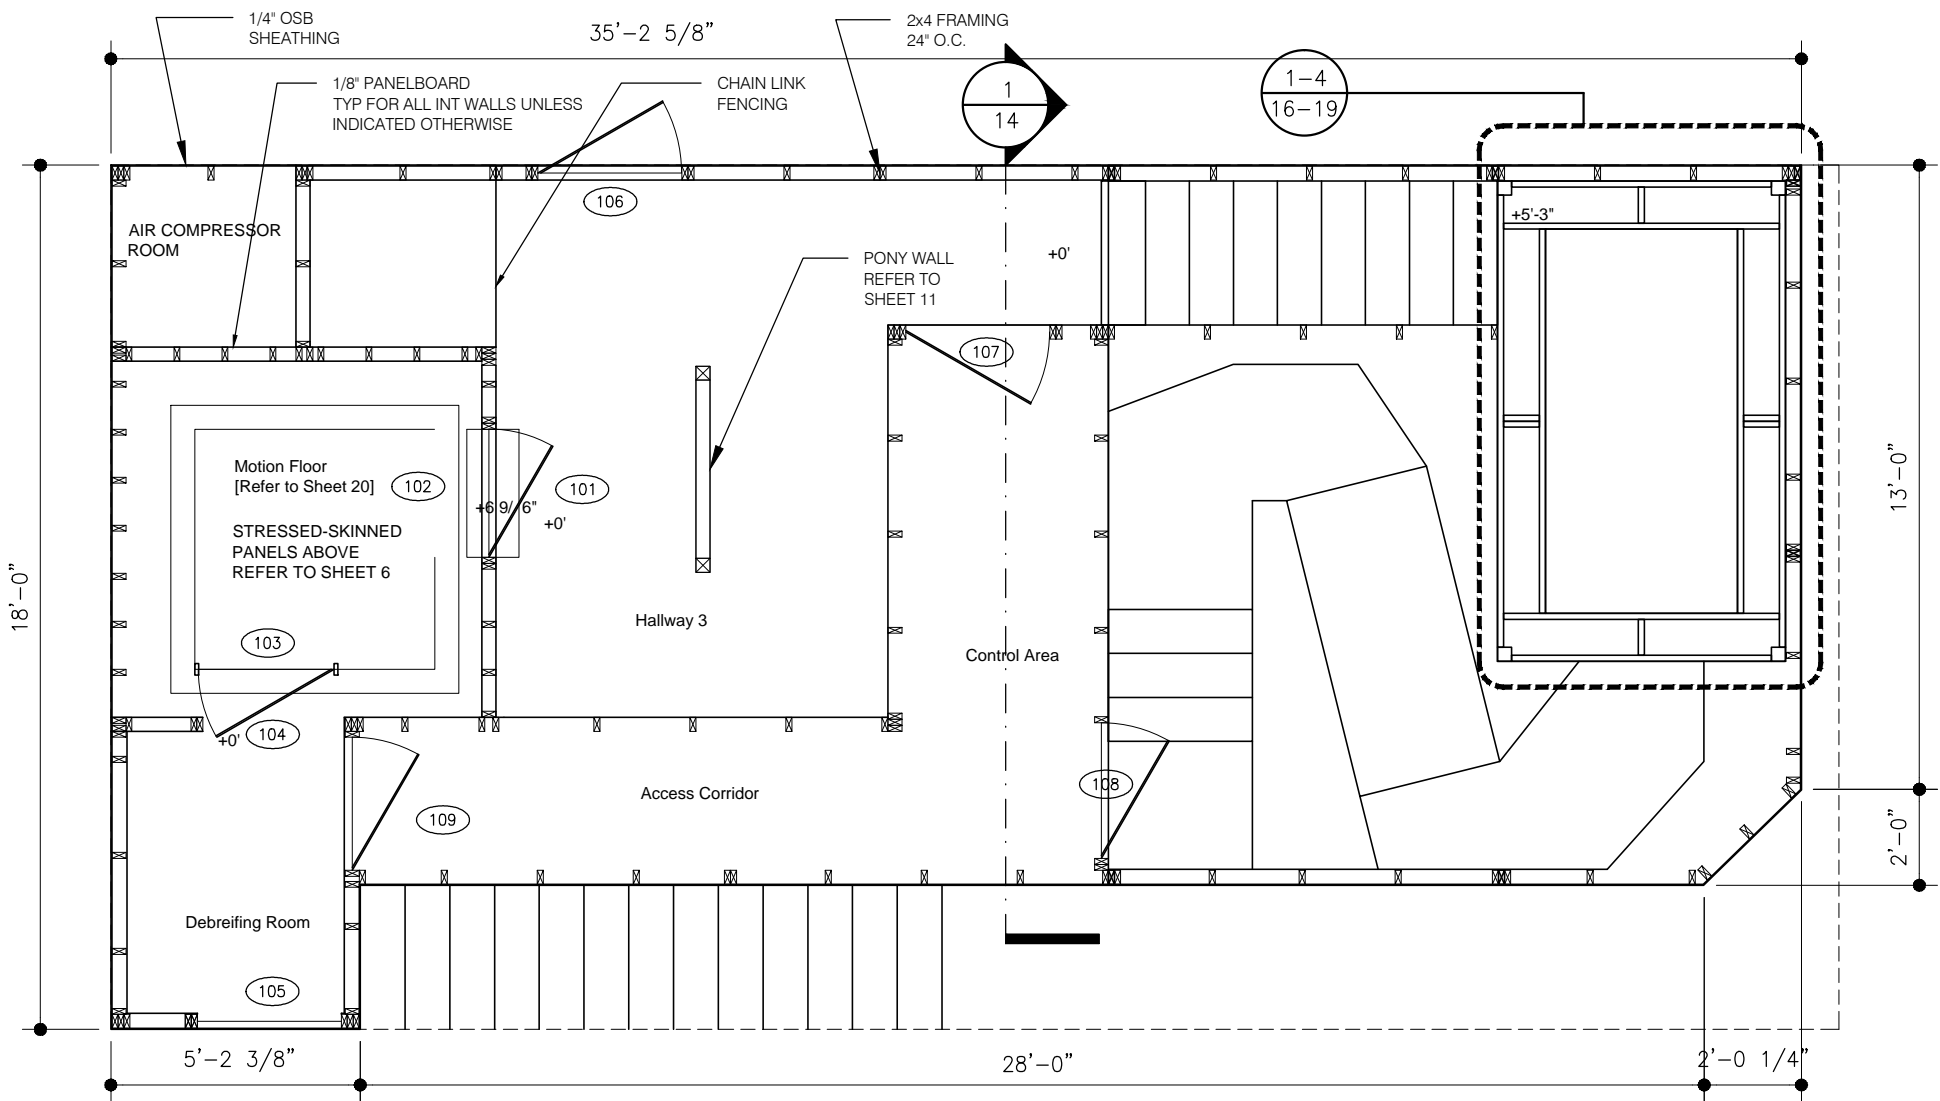 1/4" OSB
SHEATHING
35'-2 5/8"
2x4 FRAMING
24" O.C.
1/8" PANELBOARD
TYP FOR ALL INT WALLS UNLESS
INDICATED OTHERWISE
CHAIN LINK
FENCING
1
14
1-4
16-19
106
AIR COMPRESSOR
ROOM
+5'-3"
PONY WALL
REFER TO
SHEET 11
+0'
107
Motion Floor
[Refer to Sheet 20]
102
101
+6 9/ 6"
+0'
STRESSED-SKINNED
PANELS ABOVE
REFER TO SHEET 6
13'-0"
18'-0"
Hallway 3
103
Control Area
104
+0'
Access Corridor
108
109
2'-0"
Debreifing Room
105
5'-2 3/8"
28'-0"
2'-0 1/4"